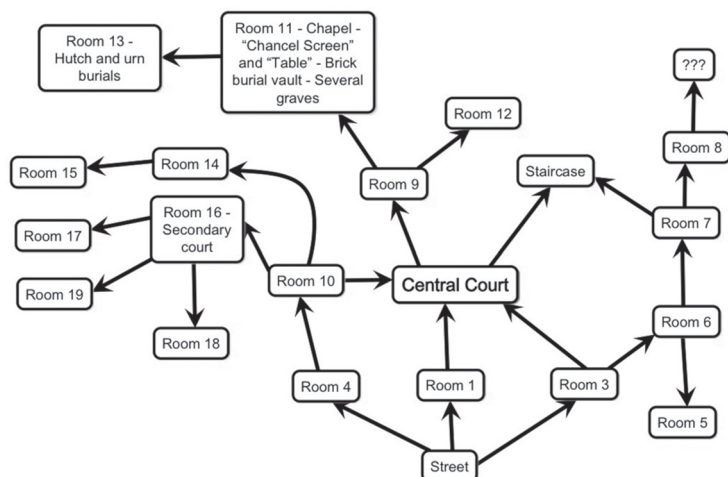 Room 13 -
Hutch and urn
burials
Room 11 - Chapel -
“Chancel Screen”
and “Table” - Brick
burial vault - Several
graves
???
Room 12
Room 8
Room 15
Room 14
Room 9
Staircase
Room 16 -
Secondary
court
Room 17
Room 7
Room 19
Room 10
Central Court
Room 6
Room 18
Room 4
Room 1
Room 3
Room 5
Street